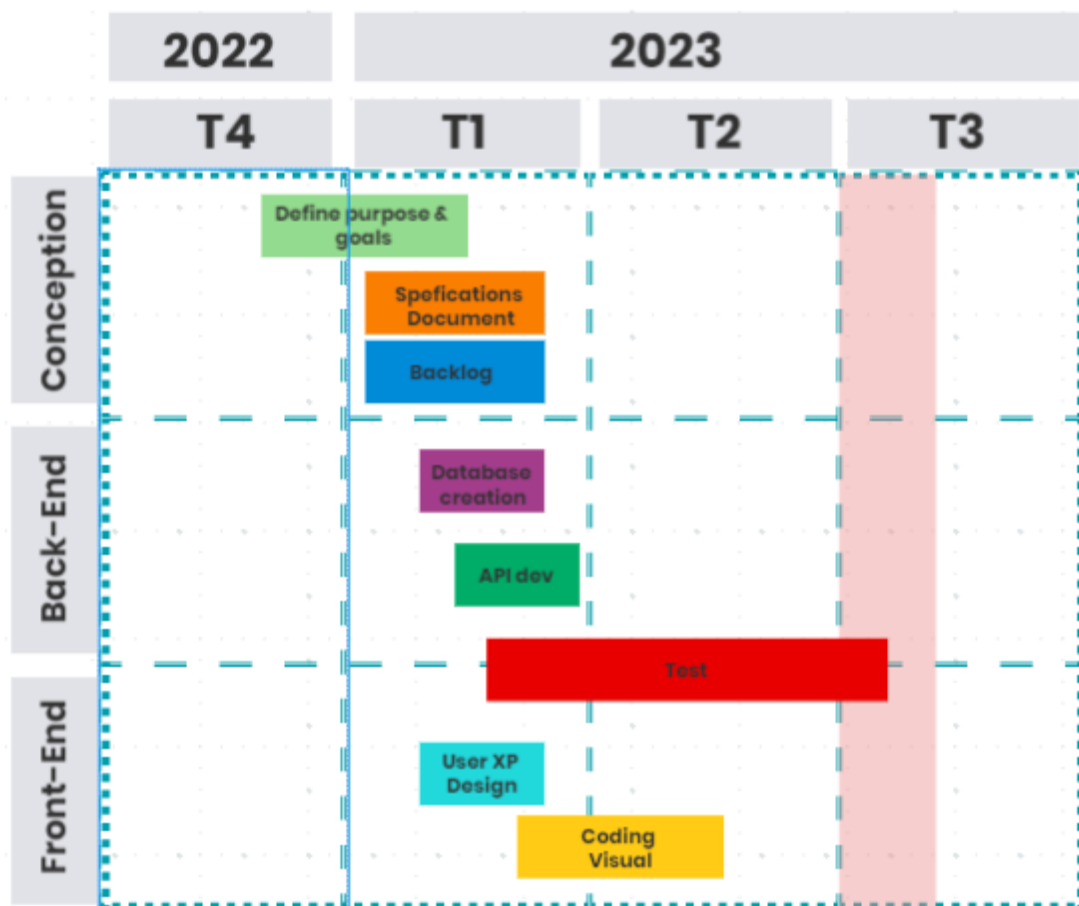 2022
2023
T4
T1
T2
T3
Conception
Define purpose &
goals
Spefications
Document
Backlog
Back-End
Database
creation
API dev
Test
Front-End
User XP
Design
Coding
Visual